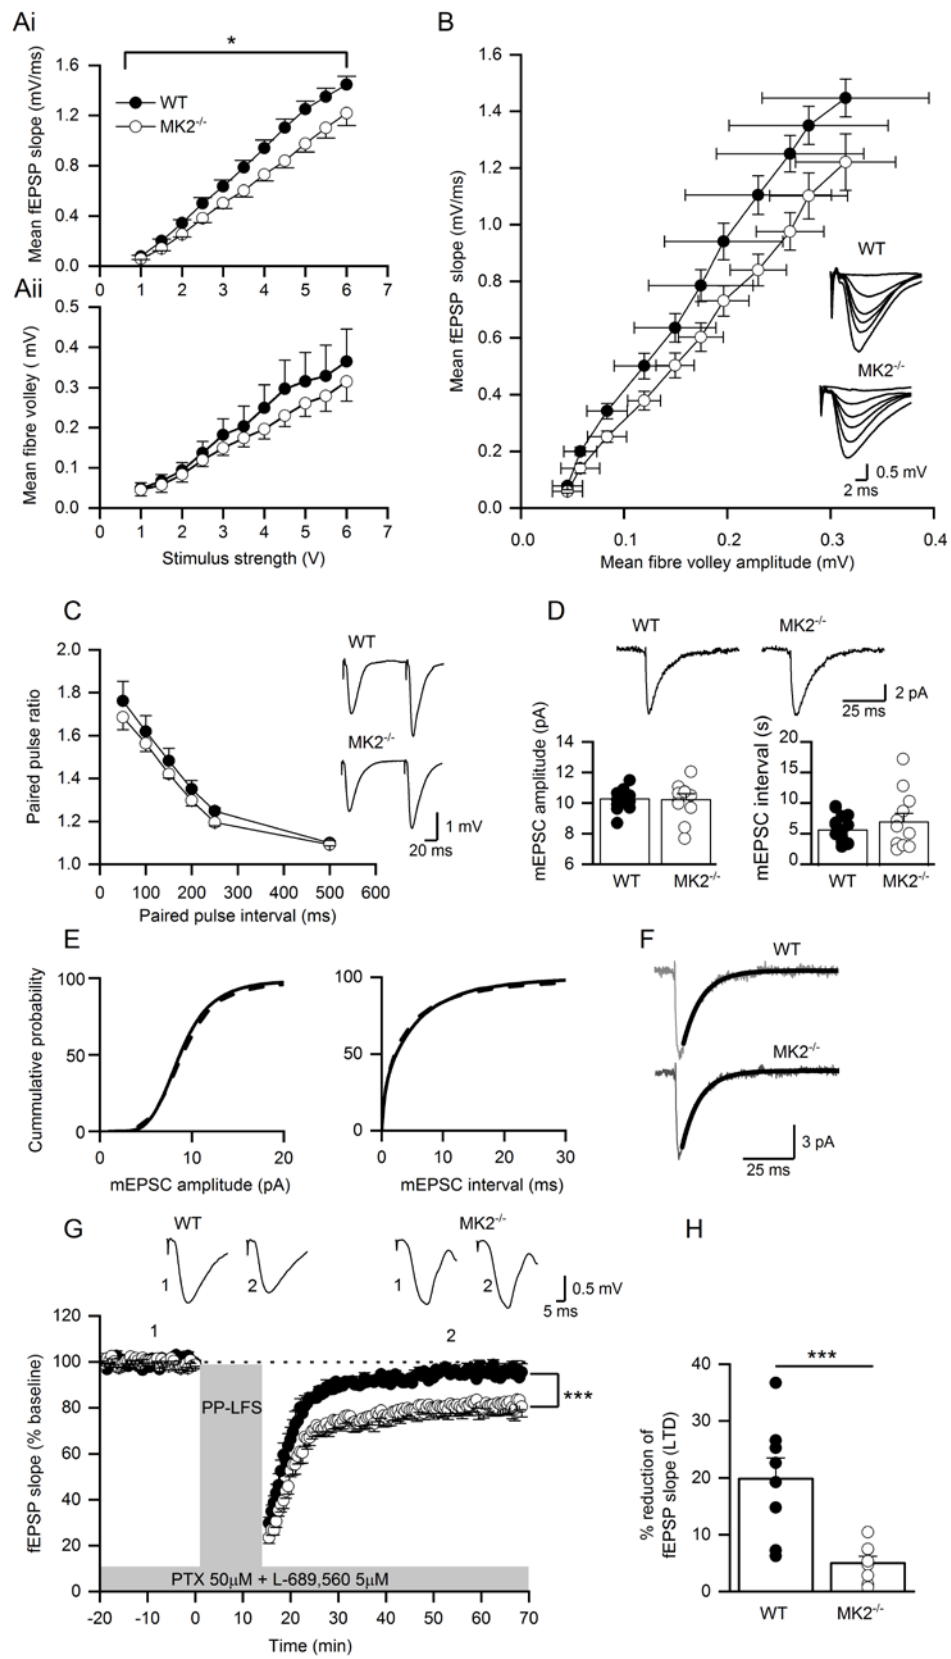 Ai
*
Mean fEPSP slope (mV/ms)
1.6
1.2
0.8
0.4
0.0
WT
MK2-/-
0 1 2 3 4 5 6 7
Aii
Mean fibre volley ( mV)
0.5
0.4
0.3
0.2
0.1
0.0
0 1 2 3 4 5 6 7
Stimulus strength (V)
B
Mean fEPSP slope (mV/ms)
1.6
1.4
1.2
1.0
0.8
0.6
0.4
0.2
0.0
WT
MK2-/-
0.5 mV
2 ms
0.0 0.1 0.2 0.3 0.4
Mean fibre volley amplitude (mV)
C
Paired pulse ratio
2.0
1.8
1.6
1.4
1.2
1.0
WT
MK2-/-
1 mV
20 ms
0 100 200 300 400 500 600
Paired pulse interval (ms)
D
WT
MK2-/-
2 pA
25 ms
mEPSC amplitude (pA)
14
12
10
8
6
WT MK2-/-
mEPSC interval (s)
20
15
10
5
0
WT MK2-/-
E
Cummulative probability
100
50
0
0 10 20
mEPSC amplitude (pA)
100
50
0
0 10 20 30
mEPSC interval (ms)
F
WT
MK2-/-
3 pA
25 ms
G
WT
1 2
MK2-/-
1 2
0.5 mV
5 ms
fEPSP slope (% baseline)
120
100
80
60
40
20
0
1
2
PP-LFS
***
PTX 50µM + L-689,560 5µM
-20 -10 0 10 20 30 40 50 60 70
Time (min)
H
% reduction of
fEPSP slope (LTD)
40
30
20
10
0
***
WT MK2-/-